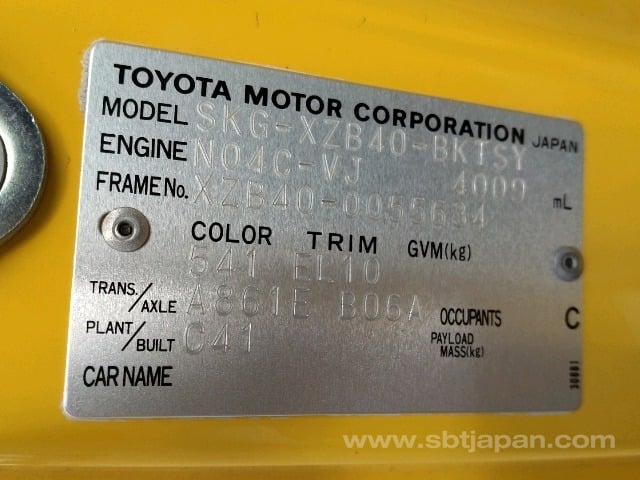 TOYOTA MOTOR CORPORATION JAPAN
MODEL SKG-XZB40-BKTSY
ENGINE N04C-VJ 4009 mL
FRAME No. XZB40-0055634
COLOR TRIM GVM(kg)
541 EL10
TRANS./AXLE A861E B06A OCCUPANTS C
PLANT/BUILT C41 PAYLOAD MASS(kg)
CAR NAME
30881
www.sbtjapan.com